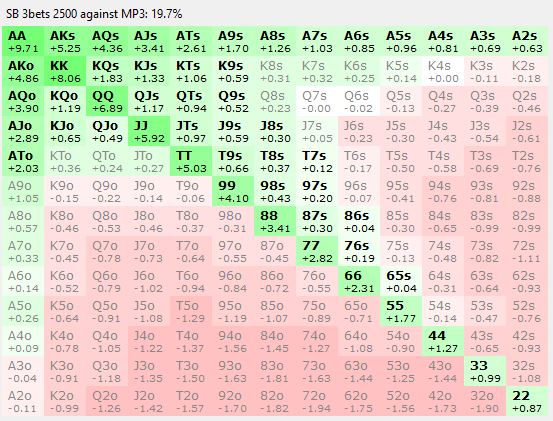 SB 3bets 2500 against MP3: 19.7%
AA AKs AQs AJs ATs A9s A8s A7s A6s A5s A4s A3s A2s
+9.71 +5.25 +4.36 +3.41 +2.61 +1.70 +1.26 +1.03 +0.85 +0.96 +0.81 +0.69 +0.63
AKo KK KQs KJs KTs K9s K8s K7s K6s K5s K4s K3s K2s
+4.86 +8.06 +1.83 +1.33 +1.06 +0.59 +0.31 +0.32 +0.25 +0.14 +0.00 -0.11 -0.18
AQo KQo QQ QJs QTs Q9s Q8s Q7s Q6s Q5s Q4s Q3s Q2s
+3.90 +1.19 +6.89 +1.17 +0.94 +0.52 +0.23 -0.00 -0.02 -0.13 -0.27 -0.39 -0.46
AJo KJo QJo JJ JTs J9s J8s J7s J6s J5s J4s J3s J2s
+2.89 +0.65 +0.49 +5.92 +0.97 +0.59 +0.30 +0.05 -0.23 -0.30 -0.43 -0.54 -0.61
ATo KTo QTo JTo TT T9s T8s T7s T6s T5s T4s T3s T2s
+2.03 +0.36 +0.24 +0.27 +5.03 +0.66 +0.37 +0.12 -0.17 -0.50 -0.58 -0.69 -0.76
A9o K9o Q9o J9o T9o 99 98s 97s 96s 95s 94s 93s 92s
+1.05 -0.15 -0.22 -0.14 -0.06 +4.10 +0.43 +0.20 -0.07 -0.41 -0.76 -0.81 -0.88
A8o K8o Q8o J8o T8o 98o 88 87s 86s 85s 84s 83s 82s
+0.57 -0.46 -0.53 -0.46 -0.37 -0.31 +3.41 +0.30 +0.04 -0.30 -0.65 -0.99 -0.99
A7o K7o Q7o J7o T7o 97o 87o 77 76s 75s 74s 73s 72s
+0.33 -0.45 -0.78 -0.73 -0.64 -0.55 -0.45 +2.82 +0.19 -0.13 -0.48 -0.82 -1.11
A6o K6o Q6o J6o T6o 96o 86o 76o 66 65s 64s 63s 62s
+0.14 -0.52 -0.79 -1.02 -0.94 -0.84 -0.72 -0.55 +2.31 +0.04 -0.31 -0.64 -0.93
A5o K5o Q5o J5o T5o 95o 85o 75o 65o 55 54s 53s 52s
+0.26 -0.64 -0.91 -1.08 -1.29 -1.19 -1.07 -0.89 -0.71 +1.77 -0.14 -0.47 -0.76
A4o K4o Q4o J4o T4o 94o 84o 74o 64o 54o 44 43s 42s
+0.09 -0.78 -1.05 -1.22 -1.37 -1.56 -1.45 -1.27 -1.08 -0.90 +1.27 -0.65 -0.93
A3o K3o Q3o J3o T3o 93o 83o 73o 63o 53o 43o 33 32s
-0.04 -0.91 -1.18 -1.35 -1.50 -1.63 -1.81 -1.63 -1.44 -1.25 -1.44 +0.99 -1.08
A2o K2o Q2o J2o T2o 92o 82o 72o 62o 52o 42o 32o 22
-0.11 -0.99 -1.26 -1.42 -1.57 -1.70 -1.82 -1.94 -1.75 -1.56 -1.73 -1.90 +0.87